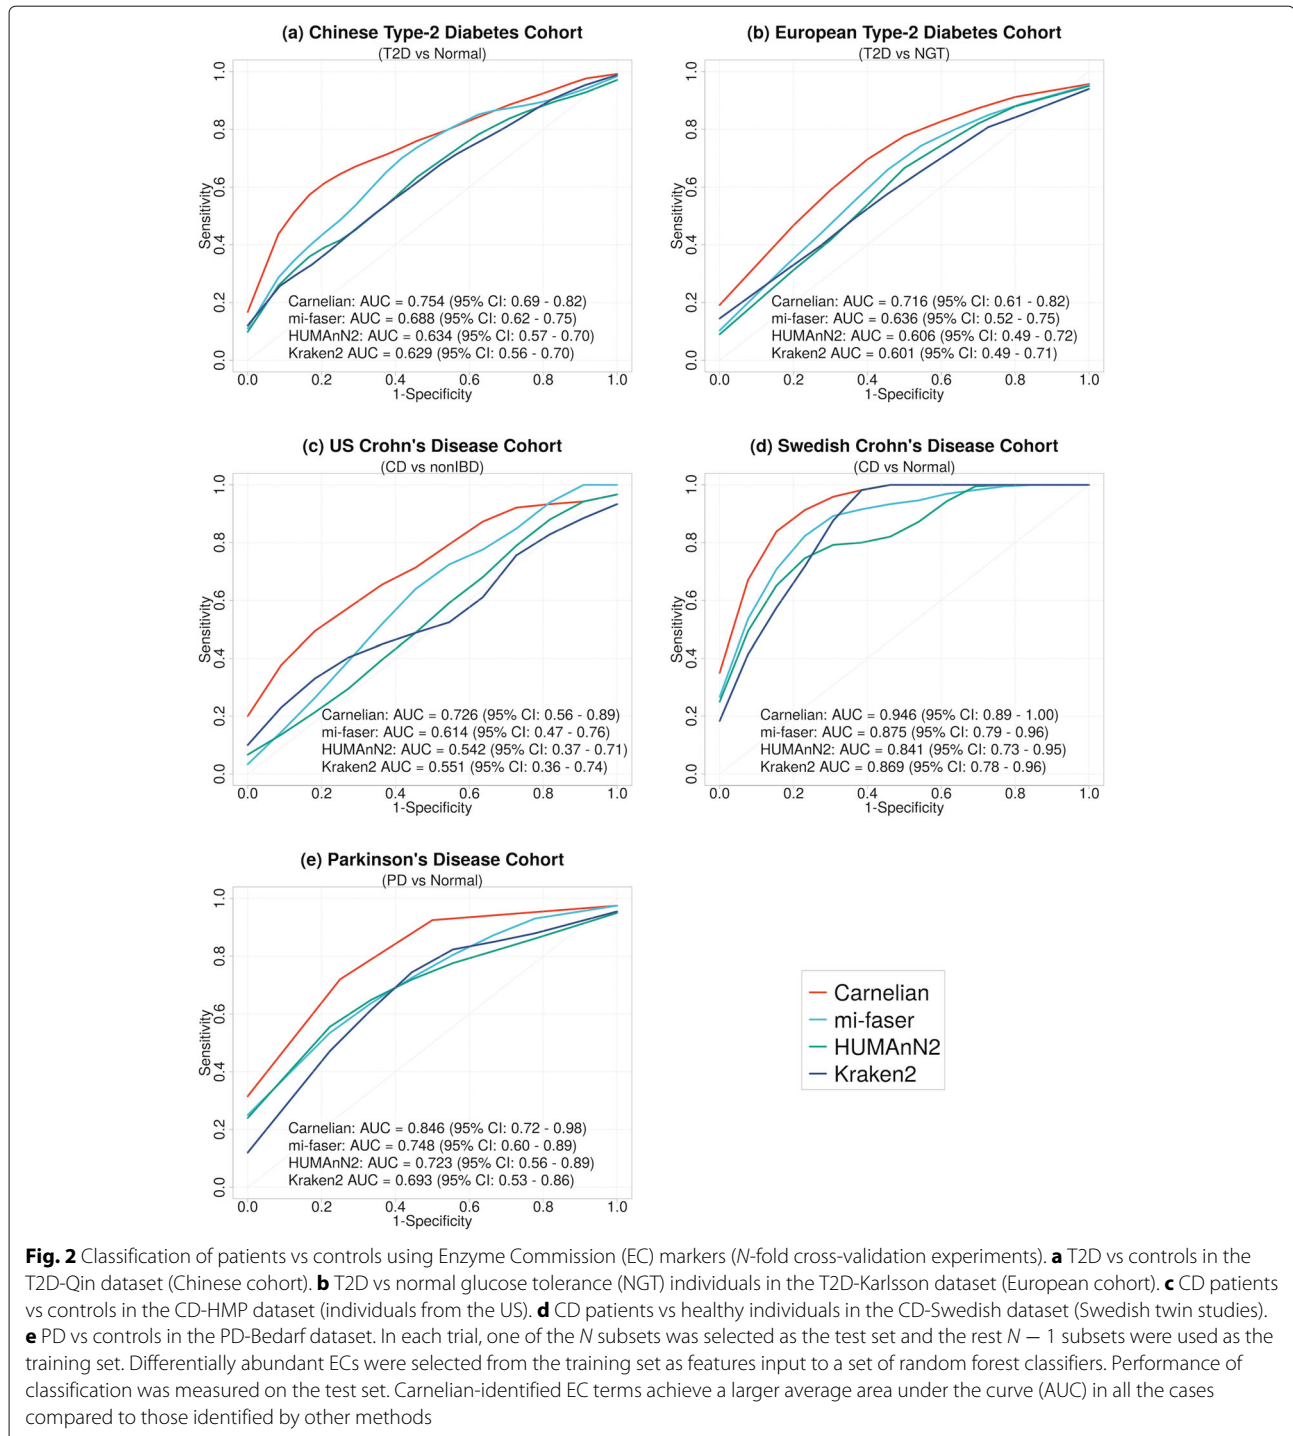 (a) Chinese Type-2 Diabetes Cohort
(T2D vs Normal)
Sensitivity
0.0 0.2 0.4 0.6 0.8 1.0
Carnelian: AUC = 0.754 (95% CI: 0.69 - 0.82)
mi-faser: AUC = 0.688 (95% CI: 0.62 - 0.75)
HUMAnN2: AUC = 0.634 (95% CI: 0.57 - 0.70)
Kraken2 AUC = 0.629 (95% CI: 0.56 - 0.70)
0.0 0.2 0.4 0.6 0.8 1.0
1-Specificity
(b) European Type-2 Diabetes Cohort
(T2D vs NGT)
Sensitivity
0.0 0.2 0.4 0.6 0.8 1.0
Carnelian: AUC = 0.716 (95% CI: 0.61 - 0.82)
mi-faser: AUC = 0.636 (95% CI: 0.52 - 0.75)
HUMAnN2: AUC = 0.606 (95% CI: 0.49 - 0.72)
Kraken2 AUC = 0.601 (95% CI: 0.49 - 0.71)
0.0 0.2 0.4 0.6 0.8 1.0
1-Specificity
(c) US Crohn's Disease Cohort
(CD vs nonIBD)
Sensitivity
0.0 0.2 0.4 0.6 0.8 1.0
Carnelian: AUC = 0.726 (95% CI: 0.56 - 0.89)
mi-faser: AUC = 0.614 (95% CI: 0.47 - 0.76)
HUMAnN2: AUC = 0.542 (95% CI: 0.37 - 0.71)
Kraken2 AUC = 0.551 (95% CI: 0.36 - 0.74)
0.0 0.2 0.4 0.6 0.8 1.0
1-Specificity
(d) Swedish Crohn's Disease Cohort
(CD vs Normal)
Sensitivity
0.0 0.2 0.4 0.6 0.8 1.0
Carnelian: AUC = 0.946 (95% CI: 0.89 - 1.00)
mi-faser: AUC = 0.875 (95% CI: 0.79 - 0.96)
HUMAnN2: AUC = 0.841 (95% CI: 0.73 - 0.95)
Kraken2 AUC = 0.869 (95% CI: 0.78 - 0.96)
0.0 0.2 0.4 0.6 0.8 1.0
1-Specificity
(e) Parkinson's Disease Cohort
(PD vs Normal)
Sensitivity
0.0 0.2 0.4 0.6 0.8 1.0
Carnelian: AUC = 0.846 (95% CI: 0.72 - 0.98)
mi-faser: AUC = 0.748 (95% CI: 0.60 - 0.89)
HUMAnN2: AUC = 0.723 (95% CI: 0.56 - 0.89)
Kraken2 AUC = 0.693 (95% CI: 0.53 - 0.86)
0.0 0.2 0.4 0.6 0.8 1.0
1-Specificity
Carnelian
mi-faser
HUMAnN2
Kraken2
Fig. 2 Classification of patients vs controls using Enzyme Commission (EC) markers (N-fold cross-validation experiments). a T2D vs controls in the
T2D-Qin dataset (Chinese cohort). b T2D vs normal glucose tolerance (NGT) individuals in the T2D-Karlsson dataset (European cohort). c CD patients
vs controls in the CD-HMP dataset (individuals from the US). d CD patients vs healthy individuals in the CD-Swedish dataset (Swedish twin studies).
e PD vs controls in the PD-Bedarf dataset. In each trial, one of the N subsets was selected as the test set and the rest N − 1 subsets were used as the
training set. Differentially abundant ECs were selected from the training set as features input to a set of random forest classifiers. Performance of
classification was measured on the test set. Carnelian-identified EC terms achieve a larger average area under the curve (AUC) in all the cases
compared to those identified by other methods